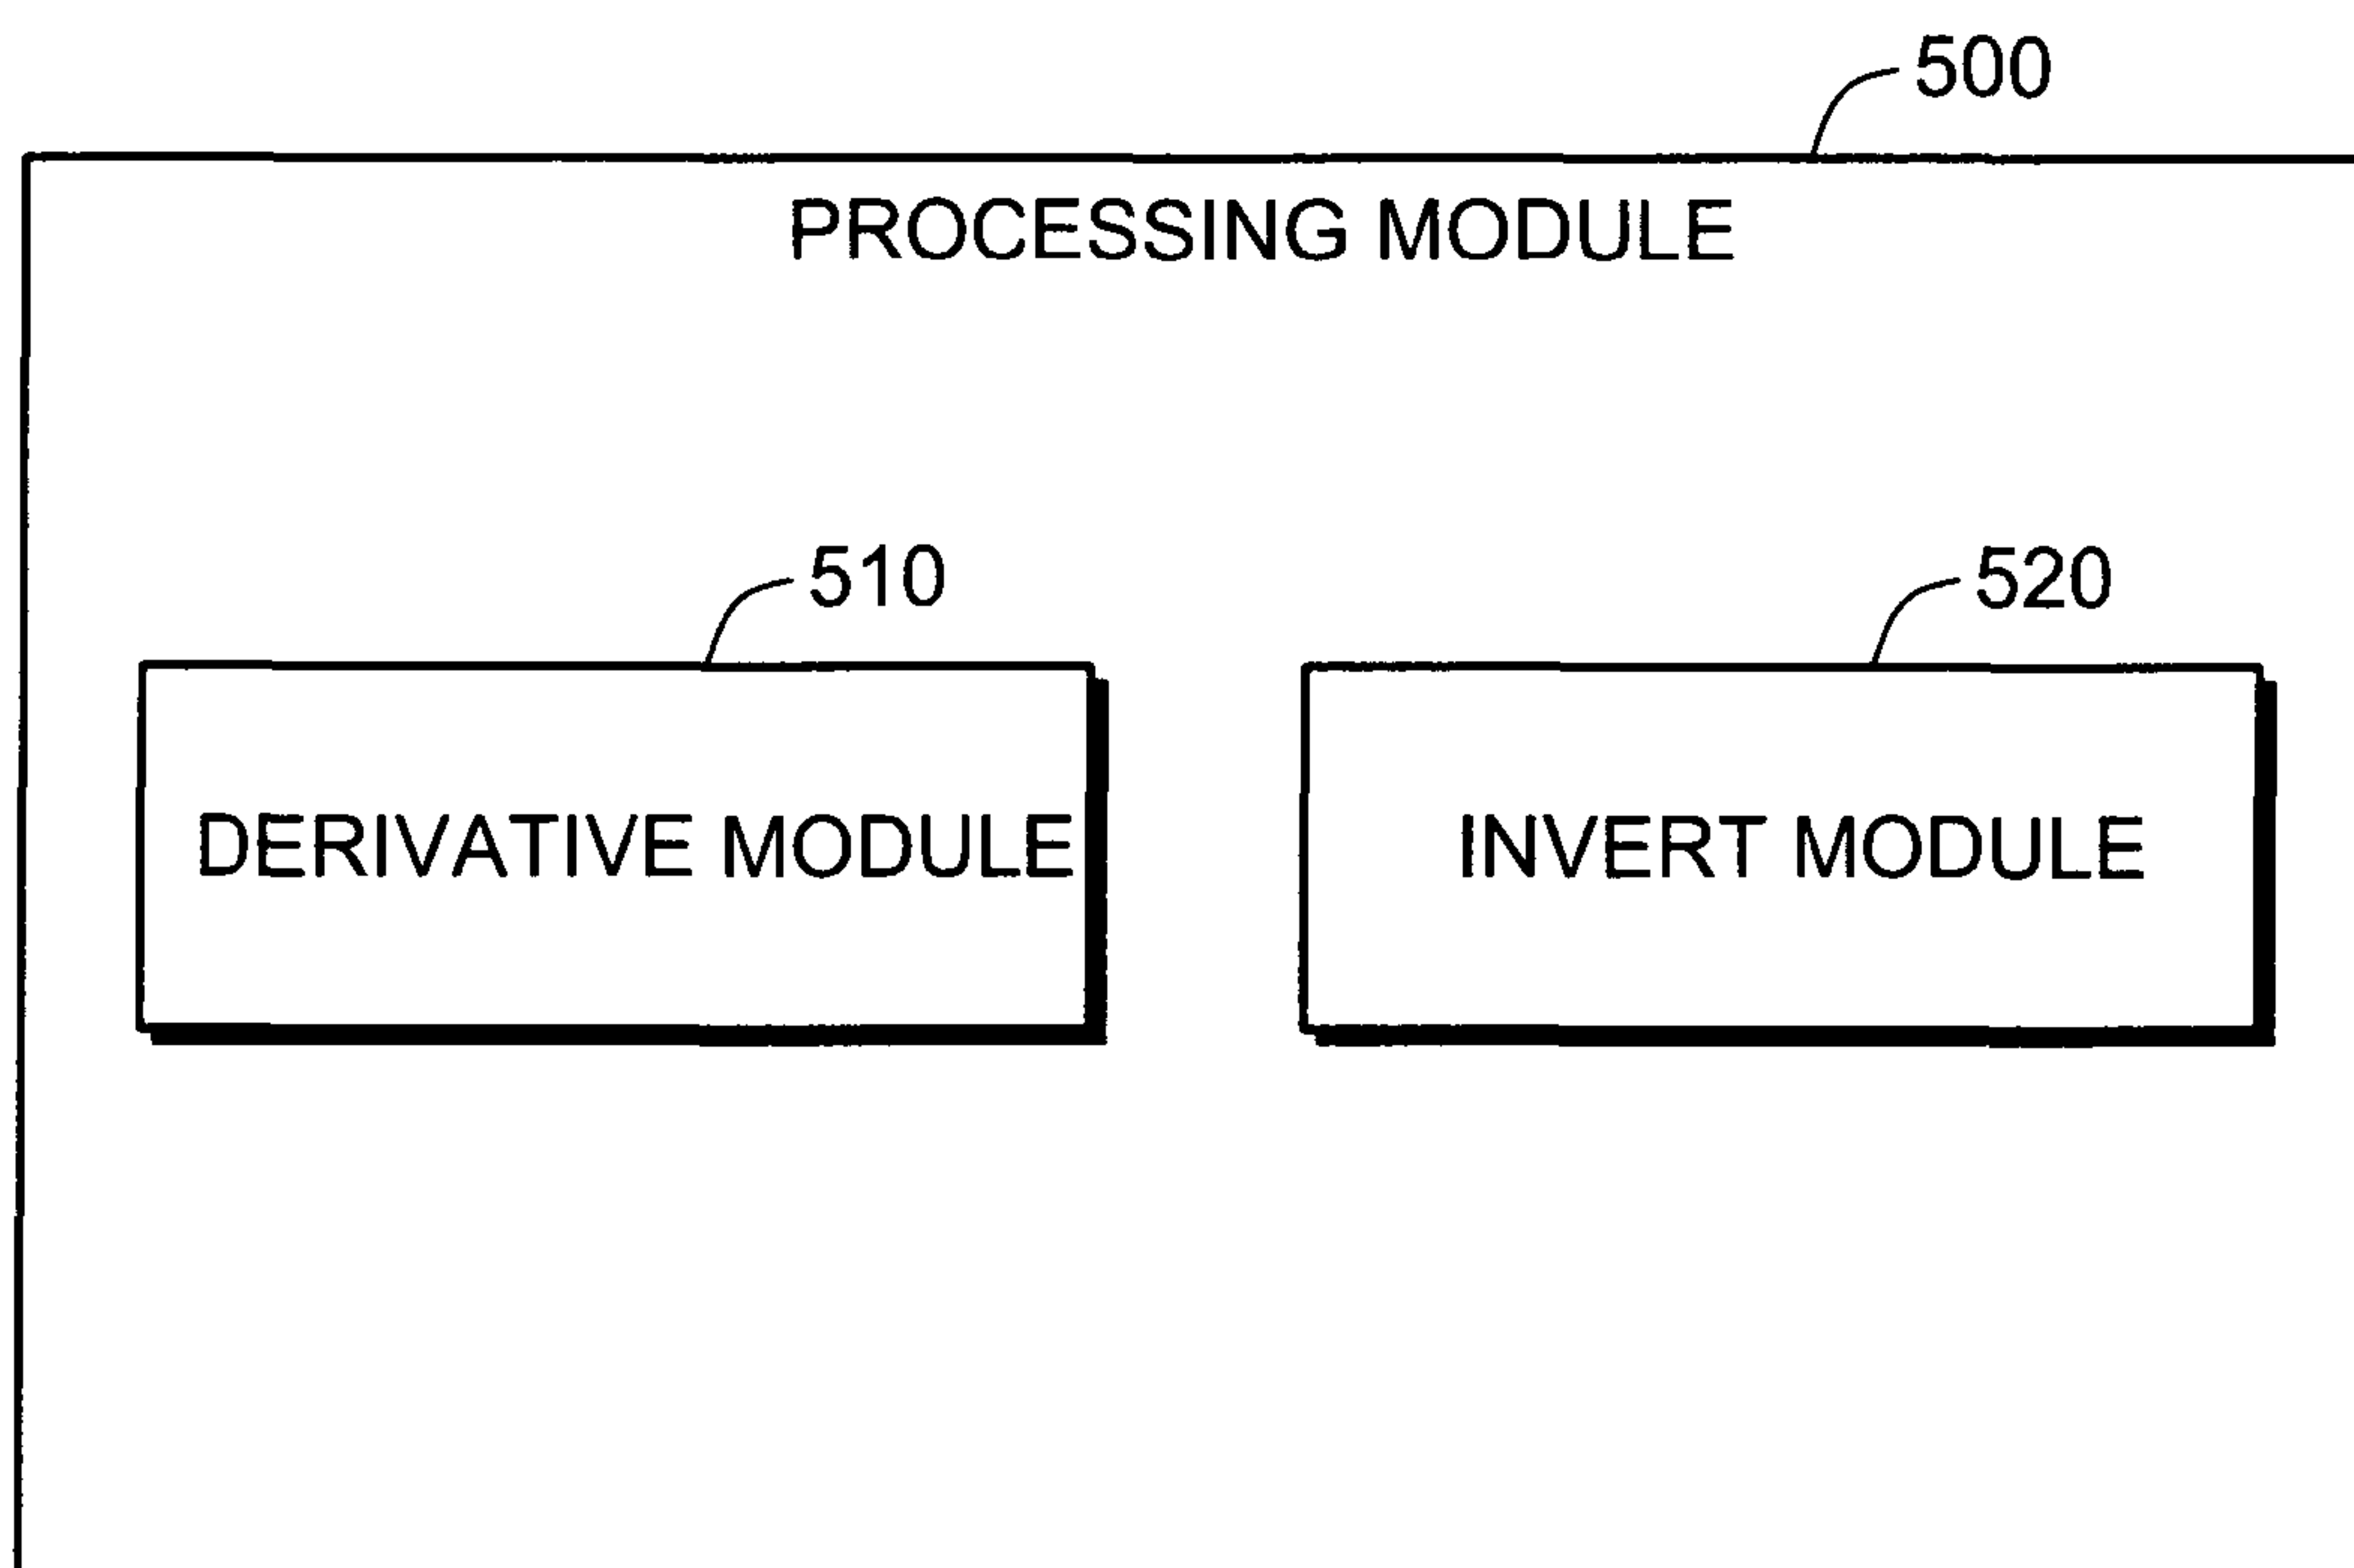 500
PROCESSING MODULE
510
520
DERIVATIVE MODULE
INVERT MODULE